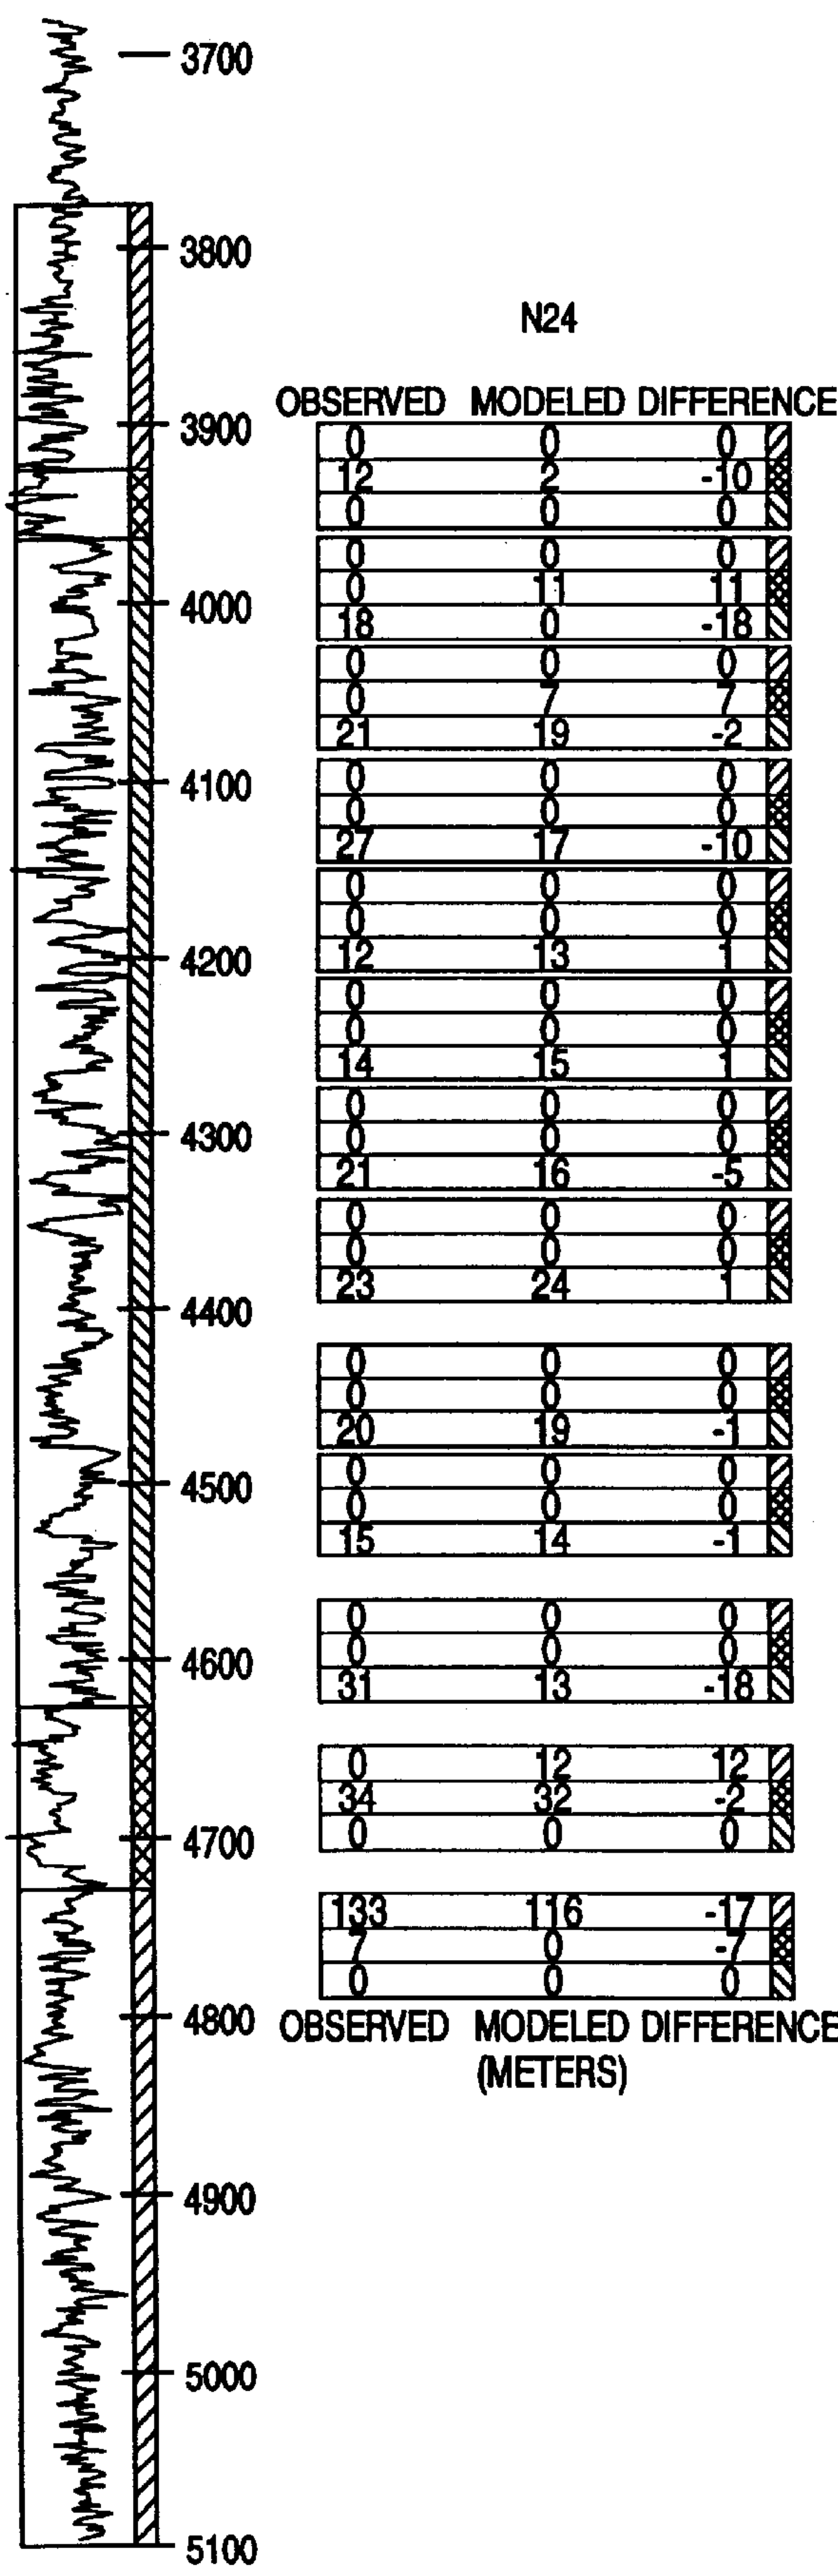 3700
3800
N24
OBSERVED MODELED DIFFERENCE
3900
0 0 0
12 2 -10
0 0 0
0 0 0
0 11 11
4000
18 0 -18
0 0 0
0 7 7
21 19 -2
4100
0 0 0
0 0 0
27 17 -10
0 0 0
0 0 0
12 13 1
4200
0 0 0
0 0 0
14 15 1
0 0 0
4300
0 0 0
21 16 -5
0 0 0
0 0 0
23 24 1
4400
0 0 0
0 0 0
20 19 -1
0 0 0
4500
0 0 0
15 14 -1
0 0 0
0 0 0
4600
31 13 -18
0 12 12
34 32 -2
4700
0 0 0
133 116 -17
7 0 -7
0 0 0
4800
OBSERVED MODELED DIFFERENCE
(METERS)
4900
5000
5100